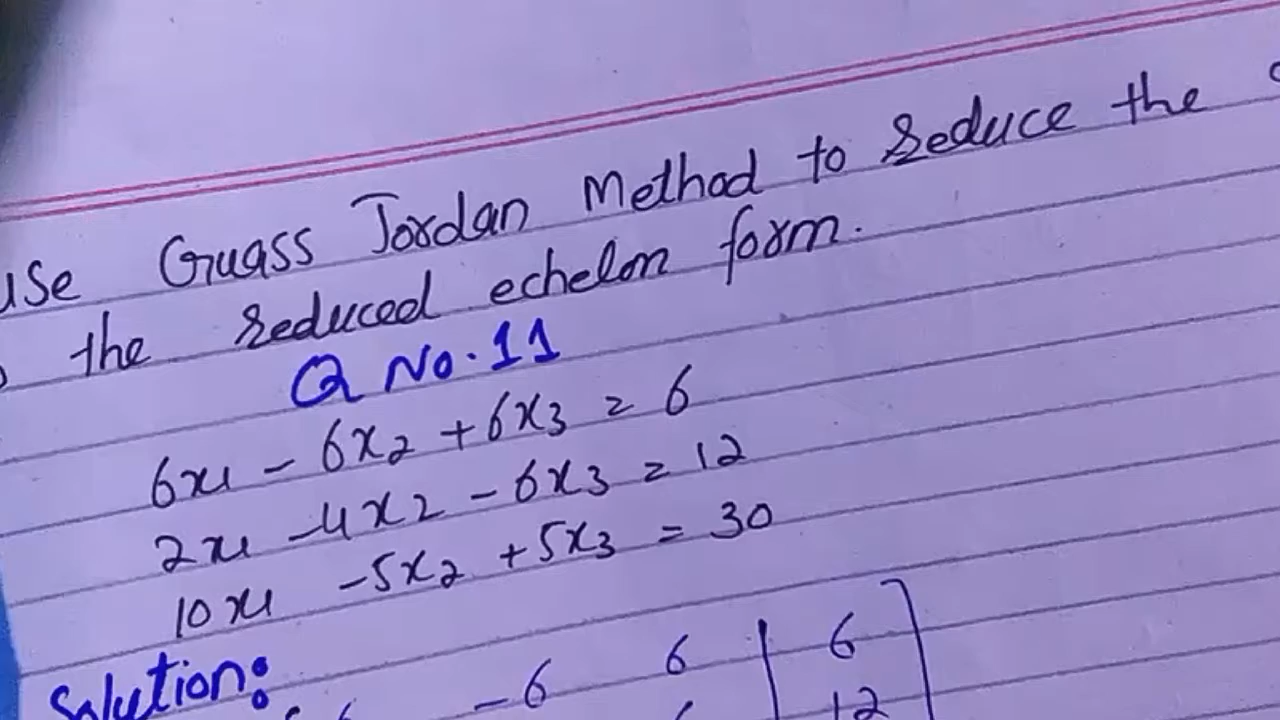 use Guass Jordan Method to Reduce the
the reduced echelon form.
Q No.11
6x1 - 6x2 + 6x3 = 6
2x1 - 4x2 - 6x3 = 12
10x1 - 5x2 + 5x3 = 30
Solution:
-6 6 | 6
12